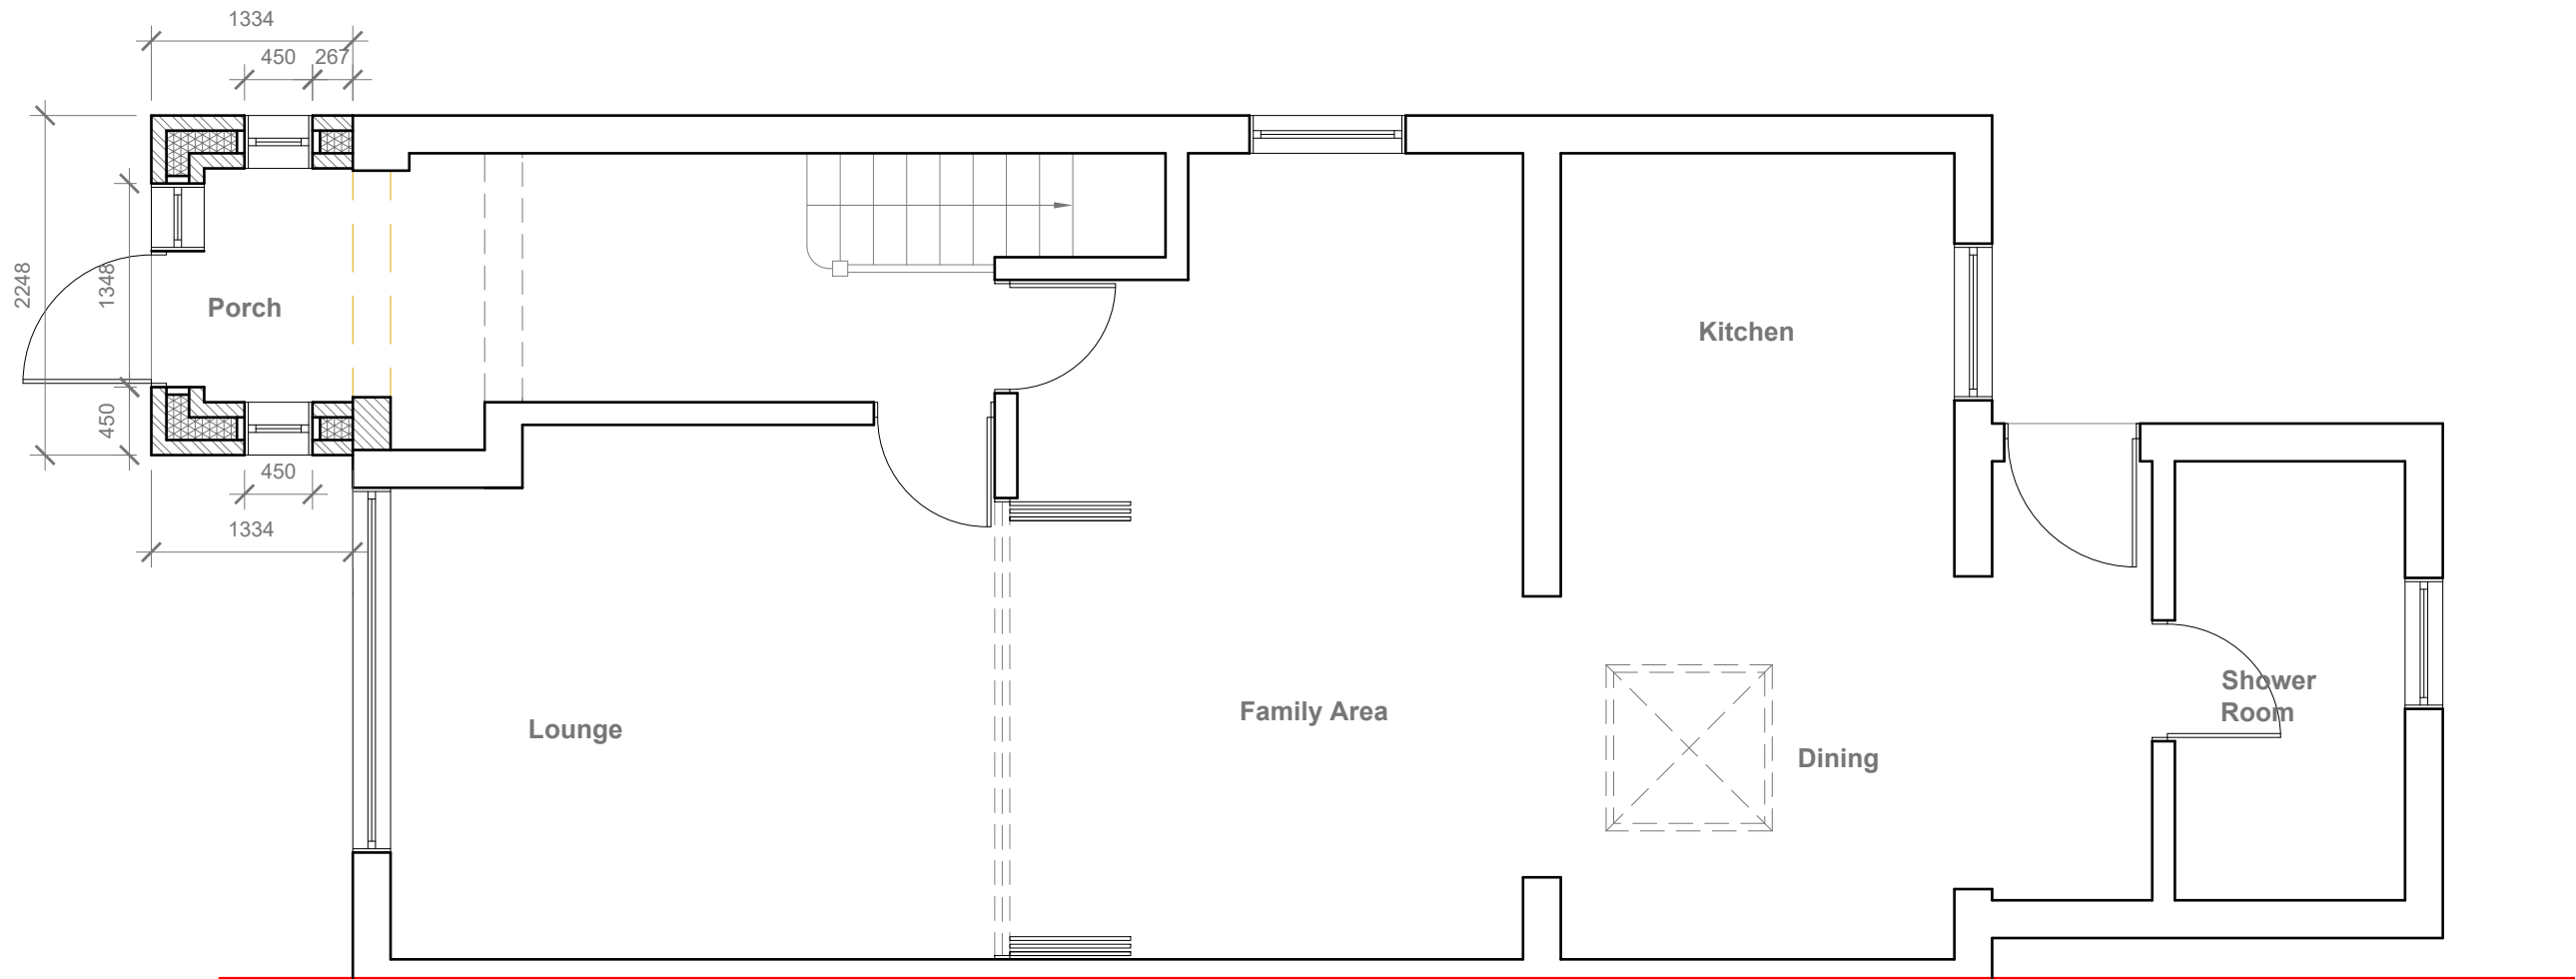 1334
450 267
2248
1348
450
Porch
450
1334
Kitchen
Lounge
Family Area
Dining
Shower
Room